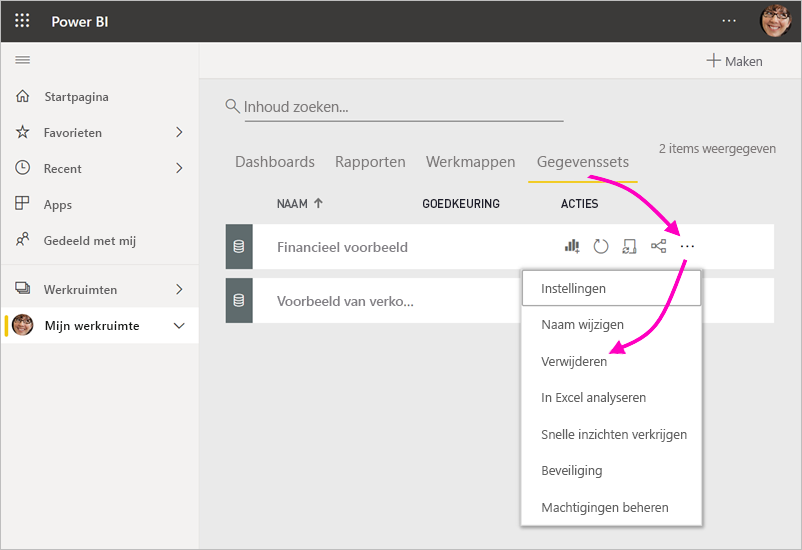 Power BI
Maken
Startpagina
Favorieten
Recent
Apps
Gedeeld met mij
Werkruimten
Mijn werkruimte
Inhoud zoeken...
2 items weergegeven
Dashboards Rapporten Werkmappen Gegevenssets
NAAM GOEDKEURING ACTIES
Financieel voorbeeld
Voorbeeld van verko...
Instellingen
Naam wijzigen
Verwijderen
In Excel analyseren
Snelle inzichten verkrijgen
Beveiliging
Machtigingen beheren